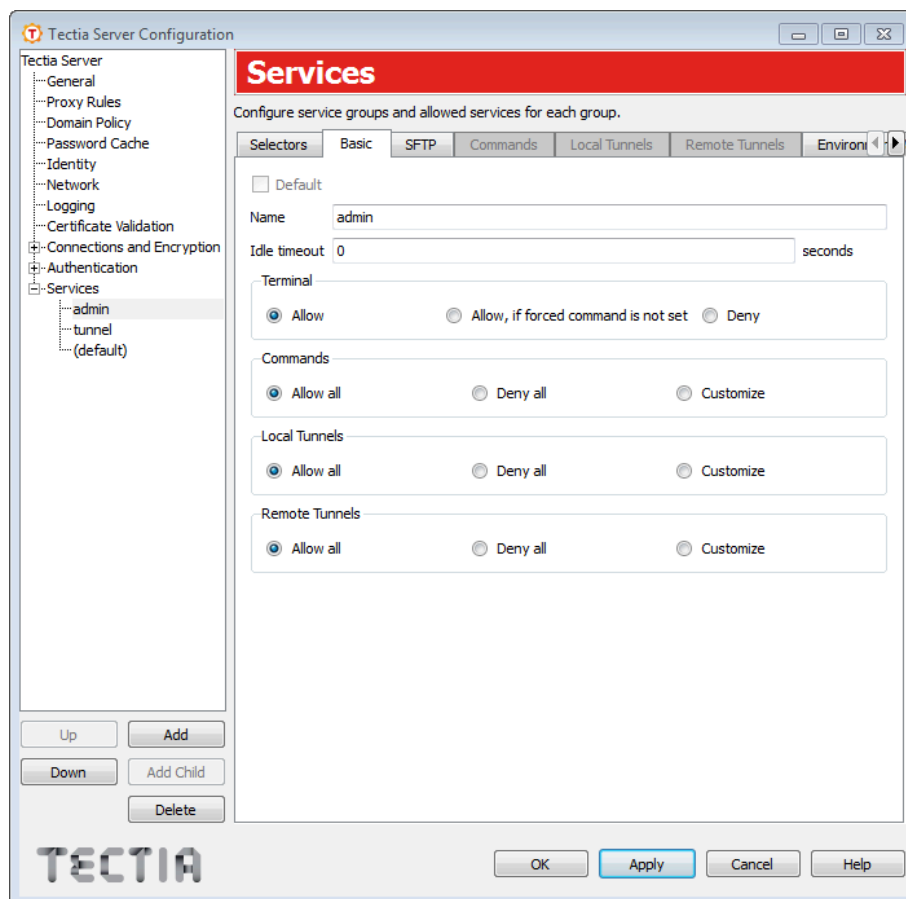 Tectia Server Configuration
Tectia Server
General
Proxy Rules
Domain Policy
Password Cache
Identity
Network
Logging
Certificate Validation
Connections and Encryption
Authentication
Services
admin
tunnel
(default)
Up
Add
Down
Add Child
Delete
Services
Configure service groups and allowed services for each group.
Selectors Basic SFTP Commands Local Tunnels Remote Tunnels Environ
Default
Name admin
Idle timeout 0 seconds
Terminal
Allow Allow, if forced command is not set Deny
Commands
Allow all Deny all Customize
Local Tunnels
Allow all Deny all Customize
Remote Tunnels
Allow all Deny all Customize
TECTIA
OK Apply Cancel Help